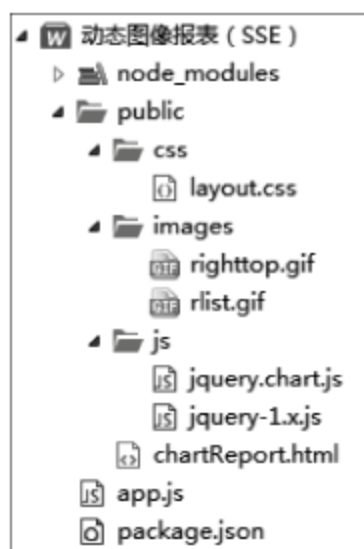 动态图像报表（SSE）
node_modules
public
css
layout.css
images
righttop.gif
rlist.gif
js
jquery.chart.js
jquery-1.x.js
chartReport.html
app.js
package.json